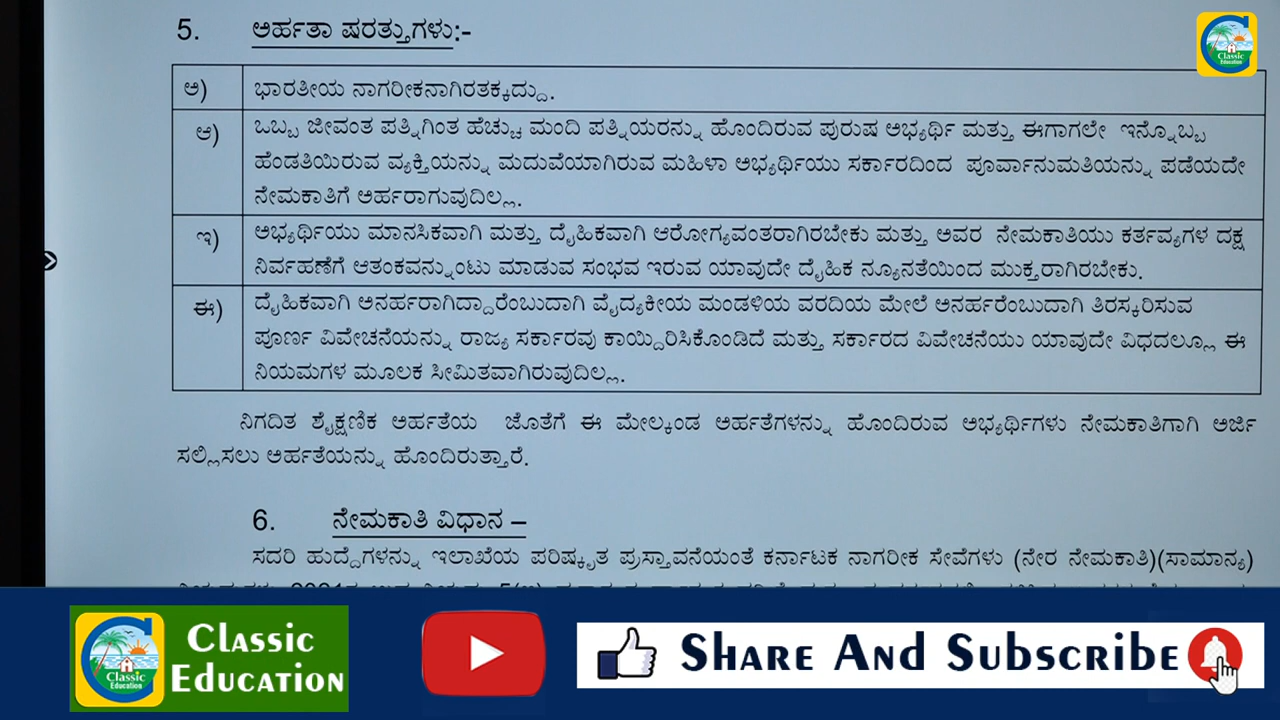 5. ಅರ್ಹತಾ ಷರತ್ತುಗಳು:-
Classic
Education
ಅ) ಭಾರತೀಯ ನಾಗರೀಕನಾಗಿರತಕ್ಕದ್ದು.
ಆ) ಒಬ್ಬ ಜೀವಂತ ಪತ್ನಿಗಿಂತ ಹೆಚ್ಚು ಮಂದಿ ಪತ್ನಿಯರನ್ನು ಹೊಂದಿರುವ ಪುರುಷ ಅಭ್ಯರ್ಥಿ ಮತ್ತು ಈಗಾಗಲೇ ಇನ್ನೊಬ್ಬ
ಹೆಂಡತಿಯಿರುವ ವ್ಯಕ್ತಿಯನ್ನು ಮದುವೆಯಾಗಿರುವ ಮಹಿಳಾ ಅಭ್ಯರ್ಥಿಯು ಸರ್ಕಾರದಿಂದ ಪೂರ್ವಾನುಮತಿಯನ್ನು ಪಡೆಯದೇ
ನೇಮಕಾತಿಗೆ ಅರ್ಹರಾಗುವುದಿಲ್ಲ.
ಇ) ಅಭ್ಯರ್ಥಿಯು ಮಾನಸಿಕವಾಗಿ ಮತ್ತು ದೈಹಿಕವಾಗಿ ಆರೋಗ್ಯವಂತರಾಗಿರಬೇಕು ಮತ್ತು ಅವರ ನೇಮಕಾತಿಯು ಕರ್ತವ್ಯಗಳ ದಕ್ಷ
ನಿರ್ವಹಣೆಗೆ ಆತಂಕವನ್ನುಂಟು ಮಾಡುವ ಸಂಭವ ಇರುವ ಯಾವುದೇ ದೈಹಿಕ ನ್ಯೂನತೆಯಿಂದ ಮುಕ್ತರಾಗಿರಬೇಕು.
ಈ) ದೈಹಿಕವಾಗಿ ಅನರ್ಹರಾಗಿದ್ದಾರೆಂಬುದಾಗಿ ವೈದ್ಯಕೀಯ ಮಂಡಳಿಯ ವರದಿಯ ಮೇಲೆ ಅನರ್ಹರೆಂಬುದಾಗಿ ತಿರಸ್ಕರಿಸುವ
ಪೂರ್ಣ ವಿವೇಚನೆಯನ್ನು ರಾಜ್ಯ ಸರ್ಕಾರವು ಕಾಯ್ದಿರಿಸಿಕೊಂಡಿದೆ ಮತ್ತು ಸರ್ಕಾರದ ವಿವೇಚನೆಯು ಯಾವುದೇ ವಿಧದಲ್ಲೂ ಈ
ನಿಯಮಗಳ ಮೂಲಕ ಸೀಮಿತವಾಗಿರುವುದಿಲ್ಲ.
ನಿಗದಿತ ಶೈಕ್ಷಣಿಕ ಅರ್ಹತೆಯ ಜೊತೆಗೆ ಈ ಮೇಲ್ಕಂಡ ಅರ್ಹತೆಗಳನ್ನು ಹೊಂದಿರುವ ಅಭ್ಯರ್ಥಿಗಳು ನೇಮಕಾತಿಗಾಗಿ ಅರ್ಜಿ
ಸಲ್ಲಿಸಲು ಅರ್ಹತೆಯನ್ನು ಹೊಂದಿರುತ್ತಾರೆ.
6. ನೇಮಕಾತಿ ವಿಧಾನ –
ಸದರಿ ಹುದ್ದೆಗಳನ್ನು ಇಲಾಖೆಯ ಪರಿಷ್ಕೃತ ಪ್ರಸ್ತಾವನೆಯಂತೆ ಕರ್ನಾಟಕ ನಾಗರೀಕ ಸೇವೆಗಳು (ನೇರ ನೇಮಕಾತಿ)(ಸಾಮಾನ್ಯ)
Classic
Education
Classic
Education
Share And Subscribe